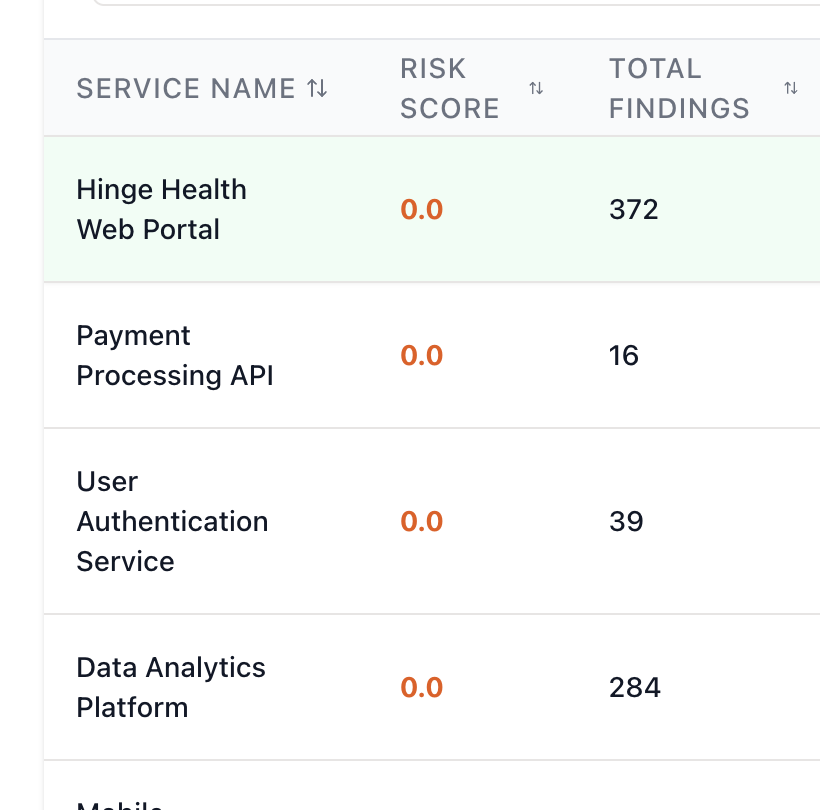 SERVICE NAME ↑↓
RISK
SCORE ↑↓
TOTAL
FINDINGS ↑↓
Hinge Health
Web Portal
0.0
372
Payment
Processing API
0.0
16
User
Authentication
Service
0.0
39
Data Analytics
Platform
0.0
284
Mobile